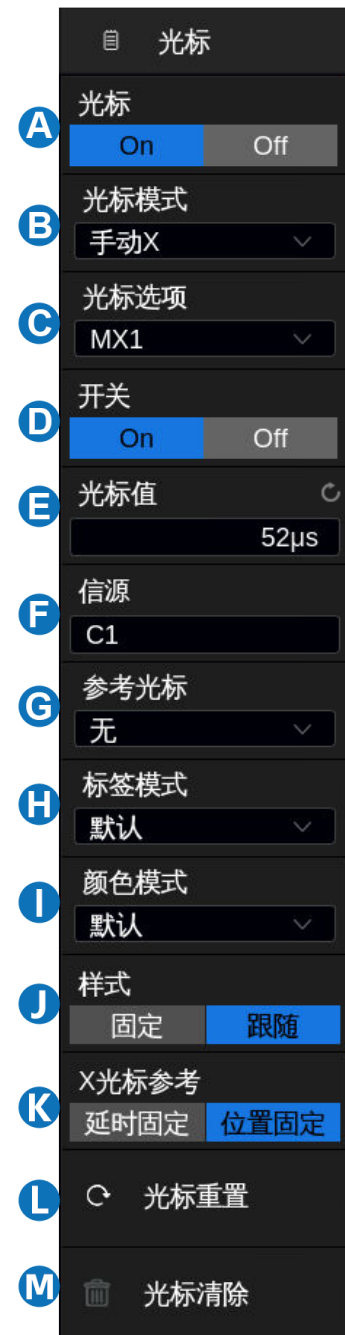 光标
A
光标
On Off
B
光标模式
手动X
C
光标选项
MX1
D
开关
On Off
E
光标值
52μs
F
信源
C1
G
参考光标
无
H
标签模式
默认
I
颜色模式
默认
J
样式
固定 跟随
K
X光标参考
延时固定 位置固定
L
光标重置
M
光标清除